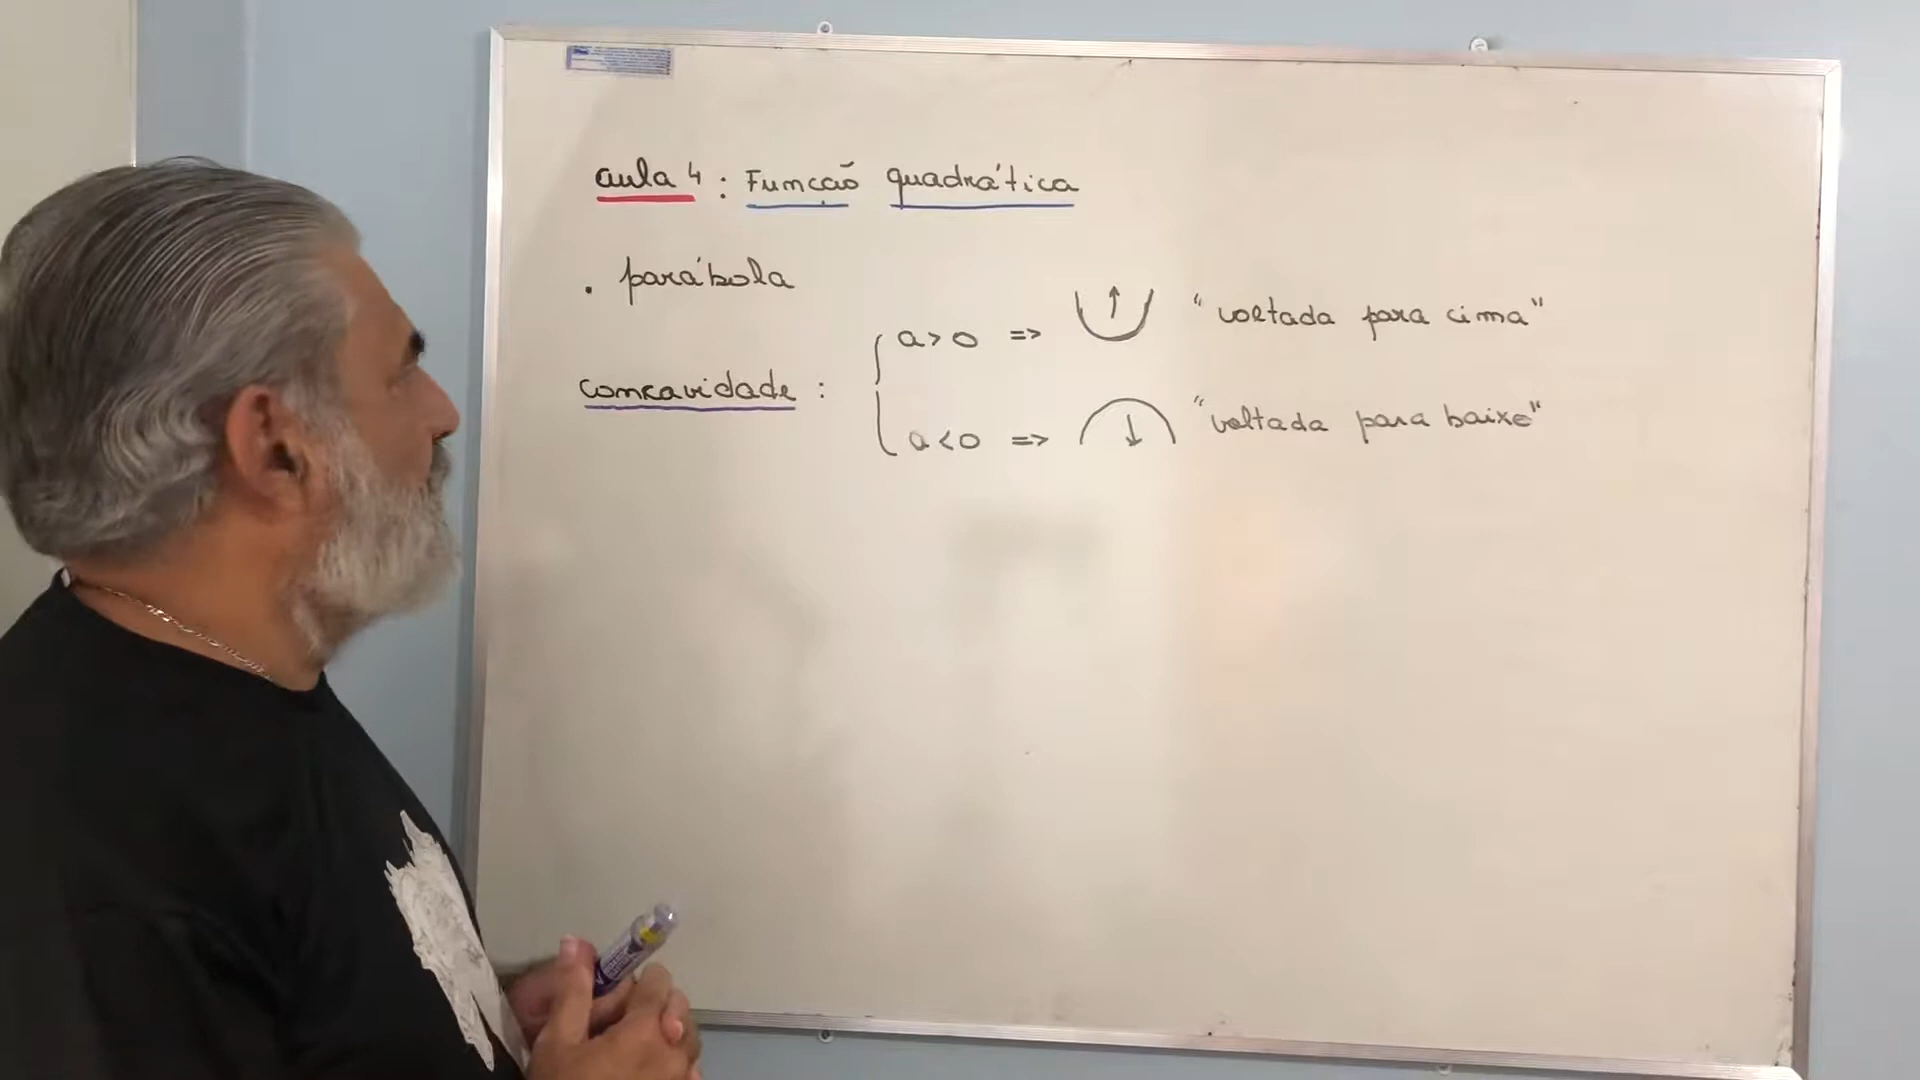 aula 4 : Função quadrática
. parábola
a > 0 => "voltada para cima"
concavidade :
a < 0 => "voltada para baixo"